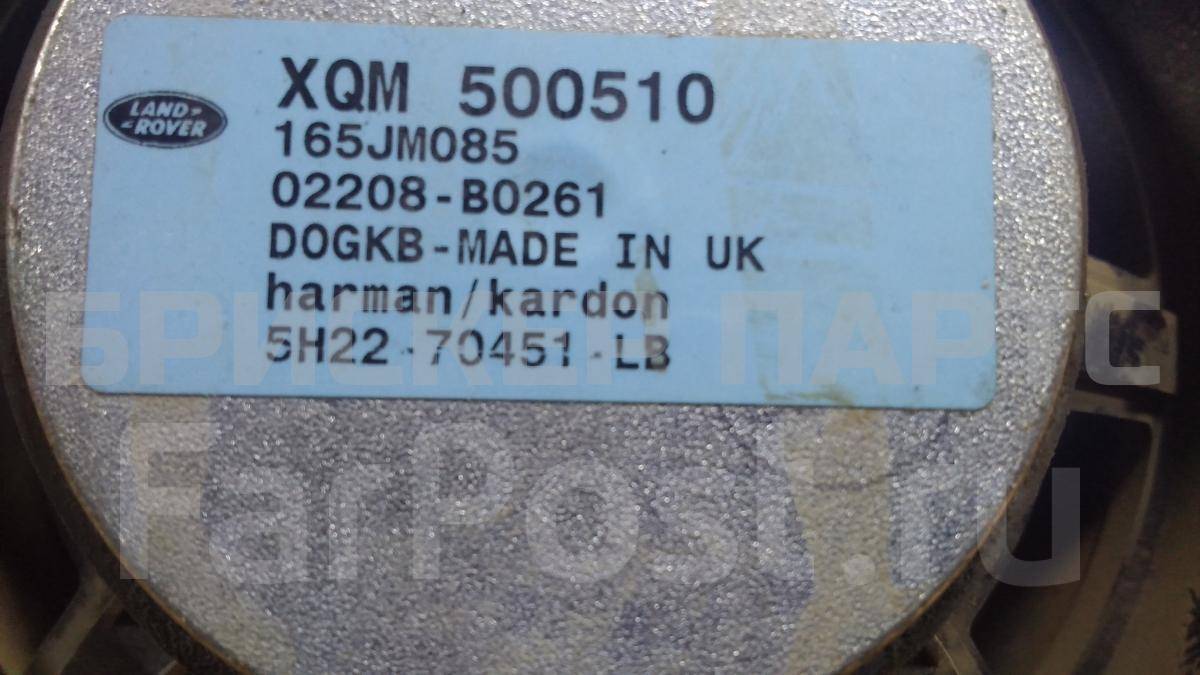 XQM 500510
LAND
ROVER
165JM085
02208-B0261
DOGKB-MADE IN UK
harman/kardon
5H22-70451-LB
БРИСКЕН ПАРТС
FarPost.ru